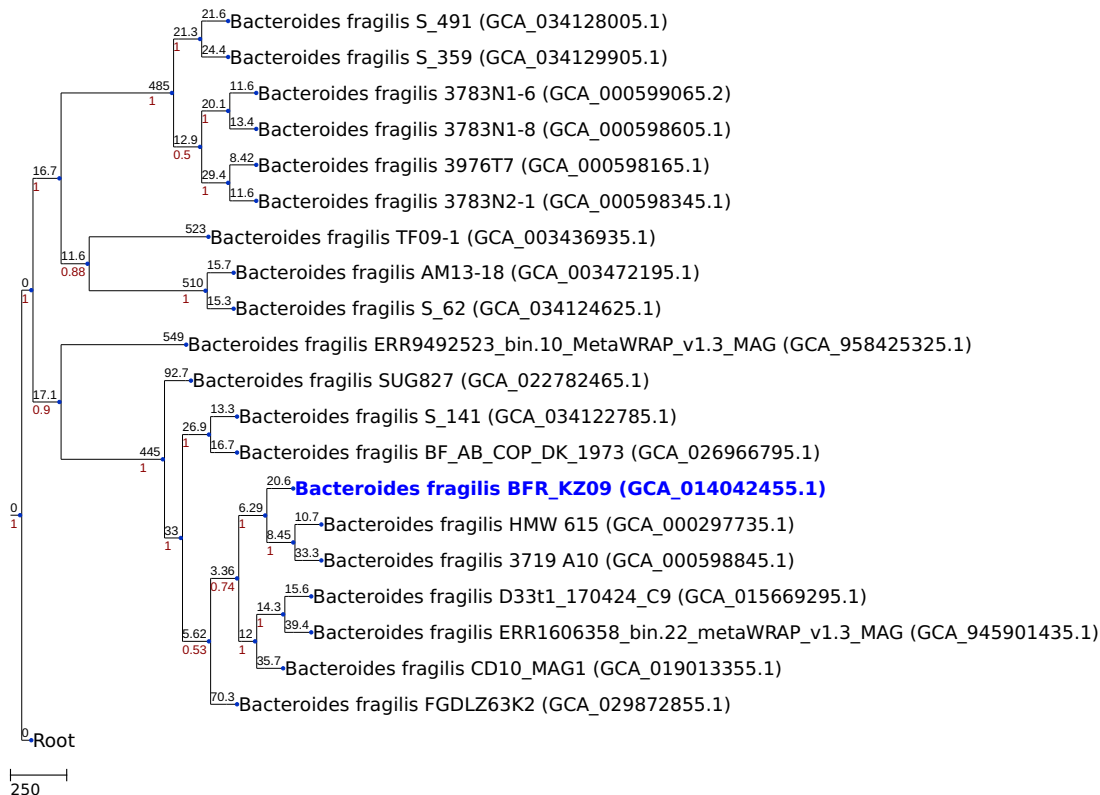 21.6
Bacteroides fragilis S_491 (GCA_034128005.1)
21.3
1
24.4
Bacteroides fragilis S_359 (GCA_034129905.1)
485
1
11.6
Bacteroides fragilis 3783N1-6 (GCA_000599065.2)
20.1
1
13.4
Bacteroides fragilis 3783N1-8 (GCA_000598605.1)
12.9
0.5
8.42
Bacteroides fragilis 3976T7 (GCA_000598165.1)
29.4
1
11.6
Bacteroides fragilis 3783N2-1 (GCA_000598345.1)
16.7
1
523
Bacteroides fragilis TF09-1 (GCA_003436935.1)
11.6
0.88
15.7
Bacteroides fragilis AM13-18 (GCA_003472195.1)
510
1
15.3
Bacteroides fragilis S_62 (GCA_034124625.1)
0
1
549
Bacteroides fragilis ERR9492523_bin.10_MetaWRAP_v1.3_MAG (GCA_958425325.1)
17.1
0.9
92.7
Bacteroides fragilis SUG827 (GCA_022782465.1)
445
1
13.3
Bacteroides fragilis S_141 (GCA_034122785.1)
26.9
1
16.7
Bacteroides fragilis BF_AB_COP_DK_1973 (GCA_026966795.1)
33
1
20.6
Bacteroides fragilis BFR_KZ09 (GCA_014042455.1)
6.29
1
10.7
Bacteroides fragilis HMW 615 (GCA_000297735.1)
8.45
1
33.3
Bacteroides fragilis 3719 A10 (GCA_000598845.1)
3.36
0.74
15.6
Bacteroides fragilis D33t1_170424_C9 (GCA_015669295.1)
14.3
1
39.4
Bacteroides fragilis ERR1606358_bin.22_metaWRAP_v1.3_MAG (GCA_945901435.1)
12
1
35.7
Bacteroides fragilis CD10_MAG1 (GCA_019013355.1)
5.62
0.53
70.3
Bacteroides fragilis FGDLZ63K2 (GCA_029872855.1)
0
1
0
Root
250